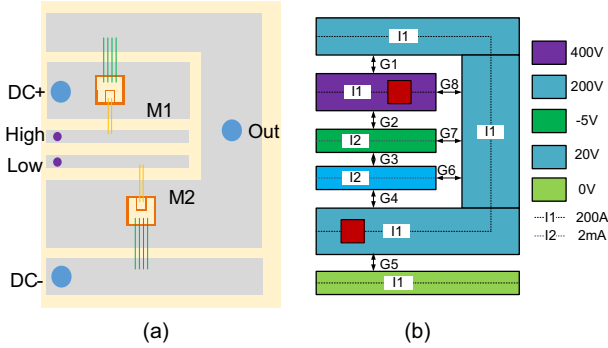 DC+
M1
High
Low
Out
M2
DC-
(a)
I1
G1
I1
G8
G2
I2
G7
I1
G3
I2
G6
G4
I1
G5
I1
(b)
400V
200V
-5V
20V
0V
I1 200A
I2 2mA